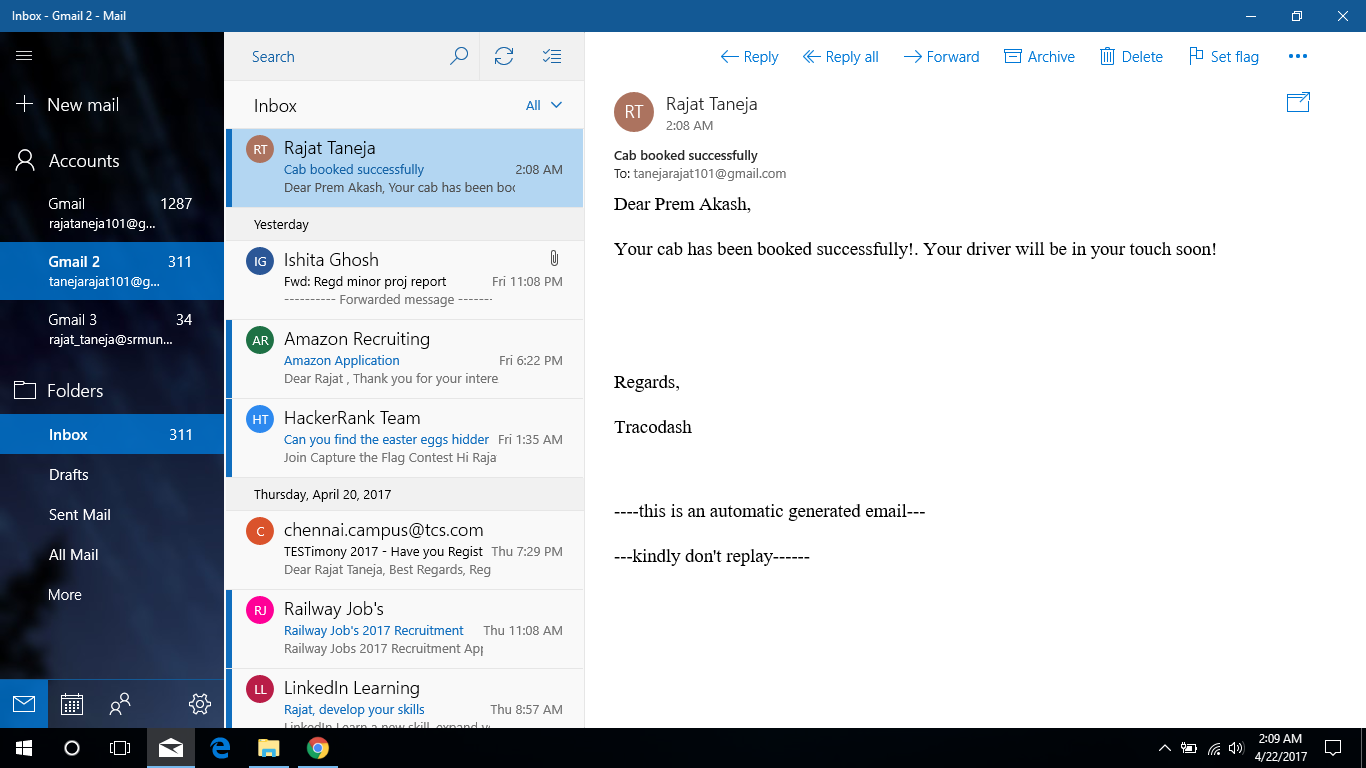 Inbox - Gmail 2 - Mail
New mail
Accounts
Gmail 1287
rajataneja101@g...
Gmail 2 311
tanejarajat101@g...
Gmail 3 34
rajat_taneja@srmun...
Folders
Inbox 311
Drafts
Sent Mail
All Mail
More
Search
Inbox All
RT Rajat Taneja
Cab booked successfully 2:08 AM
Dear Prem Akash, Your cab has been boo
Yesterday
IG Ishita Ghosh
Fwd: Regd minor proj report Fri 11:08 PM
---------- Forwarded message -------
AR Amazon Recruiting
Amazon Application Fri 6:22 PM
Dear Rajat , Thank you for your intere
HT HackerRank Team
Can you find the easter eggs hidder Fri 1:35 AM
Join Capture the Flag Contest Hi Raja
Thursday, April 20, 2017
C chennai.campus@tcs.com
TESTimony 2017 - Have you Regist Thu 7:29 PM
Dear Rajat Taneja, Best Regards, Reg
RJ Railway Job's
Railway Job's 2017 Recruitment Thu 11:08 AM
Railway Jobs 2017 Recruitment App
LL LinkedIn Learning
Rajat, develop your skills Thu 8:57 AM
LinkedIn Learn a new skill, expand y
Reply Reply all Forward Archive Delete Set flag
RT Rajat Taneja
2:08 AM
Cab booked successfully
To: tanejarajat101@gmail.com
Dear Prem Akash,
Your cab has been booked successfully!. Your driver will be in your touch soon!
Regards,
Tracodash
----this is an automatic generated email---
---kindly don't replay------
2:09 AM
4/22/2017